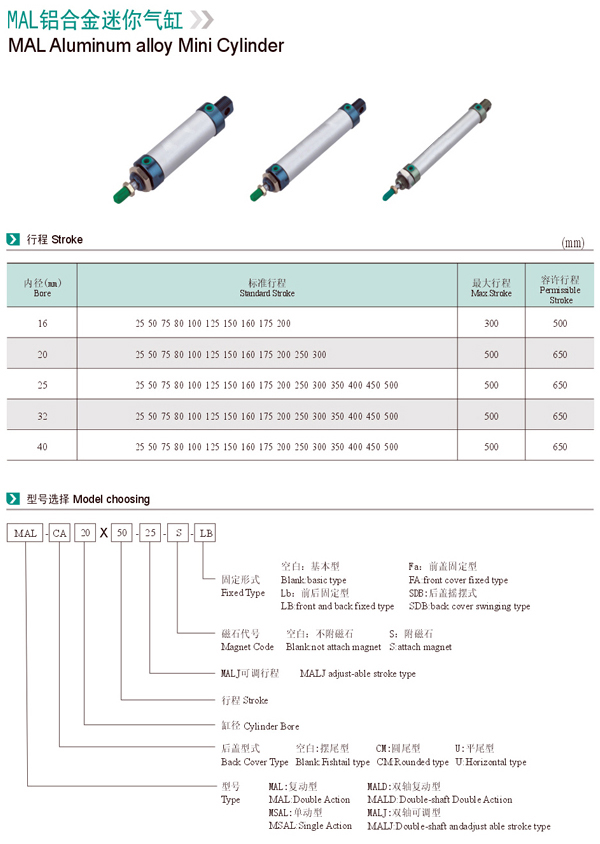 MAL铝合金迷你气缸
MAL Aluminum alloy Mini Cylinder
行程 Stroke
(mm)
内径(mm) 标准行程 最大行程 容许行程
Bore Standard Stroke Max.Stroke Permissible
Stroke
16 25 50 75 80 100 125 150 160 175 200 300 500
20 25 50 75 80 100 125 150 160 175 200 250 300 500 650
25 25 50 75 80 100 125 150 160 175 200 250 300 350 400 450 500 500 650
32 25 50 75 80 100 125 150 160 175 200 250 300 350 400 450 500 500 650
40 25 50 75 80 100 125 150 160 175 200 250 300 350 400 450 500 500 650
型号选择 Model choosing
MAL - CA 20 X 50 - 25 - S - LB
空白：基本型 Fa：前盖固定型
固定形式 Blank:basic type FA:front cover fixed type
Fixed Type Lb：前后固定型 SDB:后盖摇摆式
LB:front and back fixed type SDB:back cover swinging type
磁石代号 空白：不附磁石 S：附磁石
Magnet Code Blank:not attach magnet S:attach magnet
MALJ可调行程 MALJ adjust-able stroke type
行程 Stroke
缸径 Cylinder Bore
后盖型式 空白:摆尾型 CM:圆尾型 U:平尾型
Back Cover Type Blank:Fishtail type CM:Rounded type U:Horizontal type
型号 MAL:复动型 MALD:双轴复动型
Type MAL:Double Action MALD:Double-shaft Double Actiion
MSAL:单动型 MALJ:双轴可调型
MSAL:Single Action MALJ:Double-shaft andadjust able stroke type